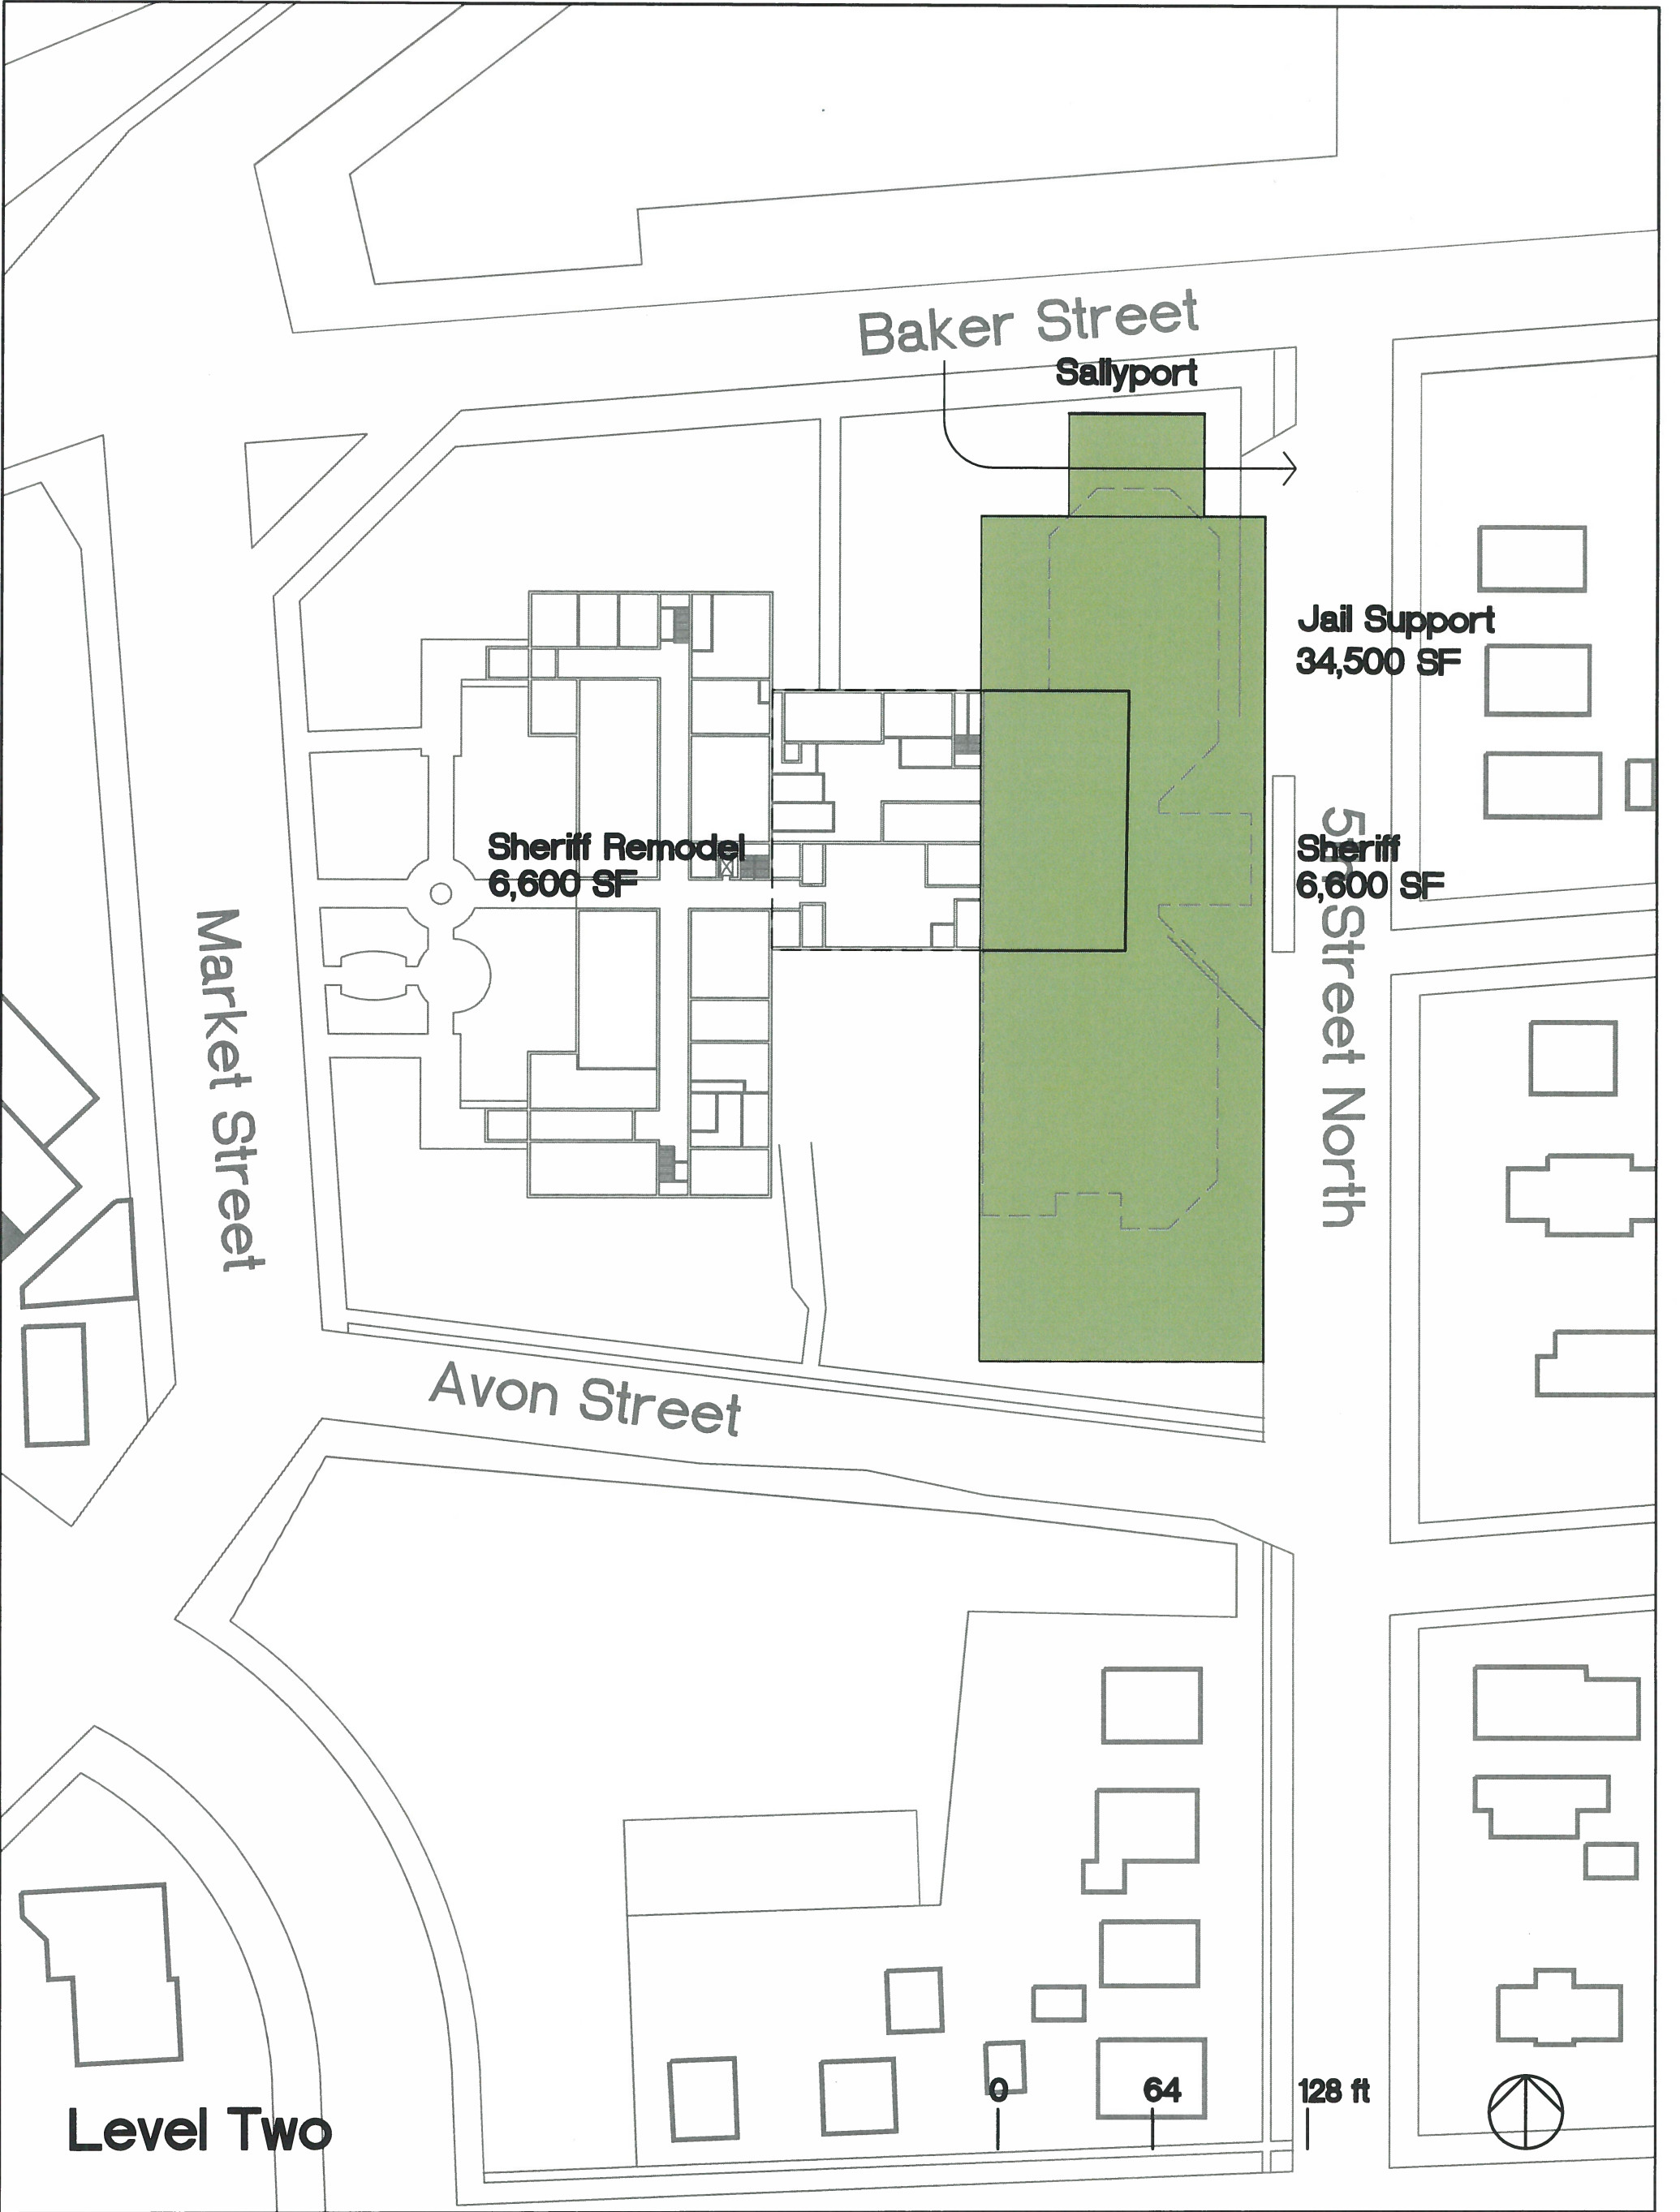 Baker Street
Sallyport
Jail Support
34,500 SF
Sheriff Remodel
6,600 SF
Sheriff
6,600 SF
5th Street North
Market Street
Avon Street
0 64 128 ft
Level Two